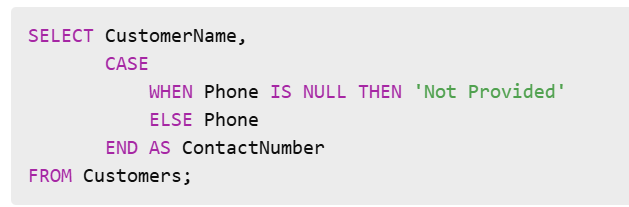 SELECT CustomerName,
       CASE
           WHEN Phone IS NULL THEN 'Not Provided'
           ELSE Phone
       END AS ContactNumber
FROM Customers;